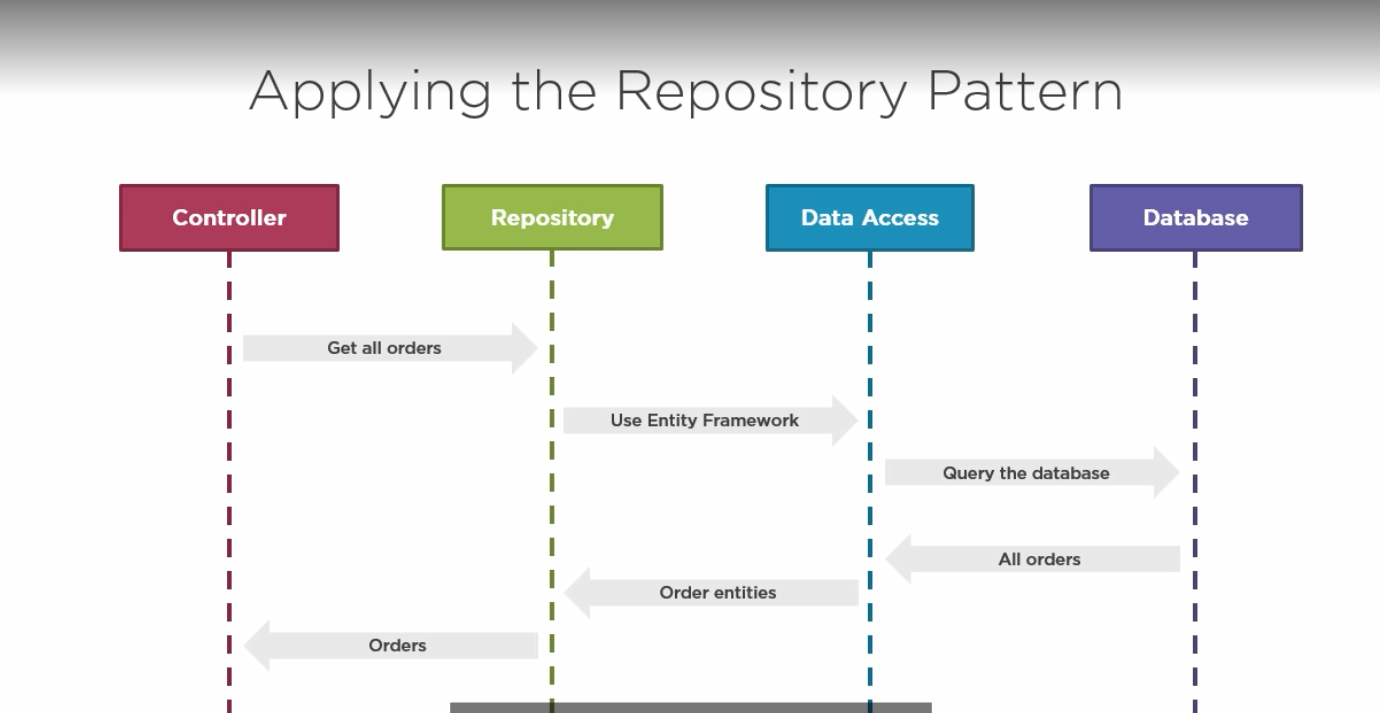 Applying the Repository Pattern
Controller
Repository
Data Access
Database
Get all orders
Use Entity Framework
Query the database
All orders
Order entities
Orders